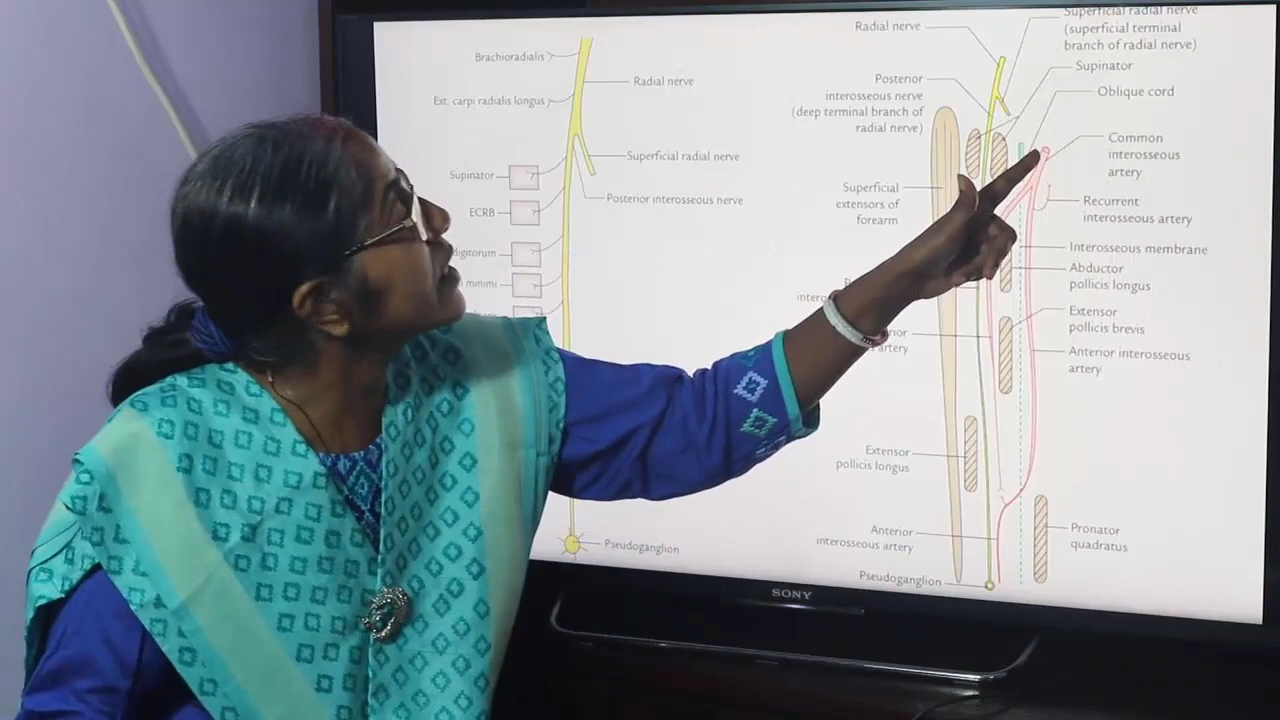 Brachioradialis
Radial nerve
Ext. carpi radialis longus
Superficial radial nerve
Supinator
Posterior interosseous nerve
ECRB
digitorum
minimi
Pseudoganglion
Radial nerve
Superficial radial nerve
(superficial terminal
branch of radial nerve)
Supinator
Posterior
interosseous nerve
(deep terminal branch of
radial nerve)
Oblique cord
Common
interosseous
artery
Superficial
extensors of
forearm
Recurrent
interosseous artery
Interosseous membrane
Abductor
pollicis longus
Extensor
pollicis brevis
artery
Anterior interosseous
artery
Extensor
pollicis longus
Anterior
interosseous artery
Pronator
quadratus
Pseudoganglion
SONY